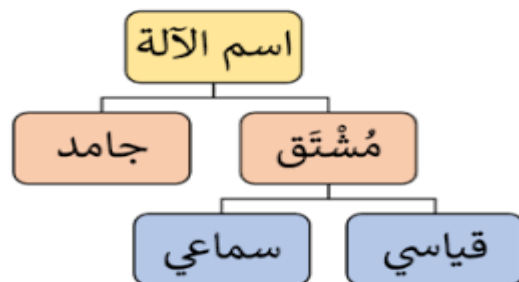 اسم الآلة
مُشْتَق
جامد
قياسي
سماعي